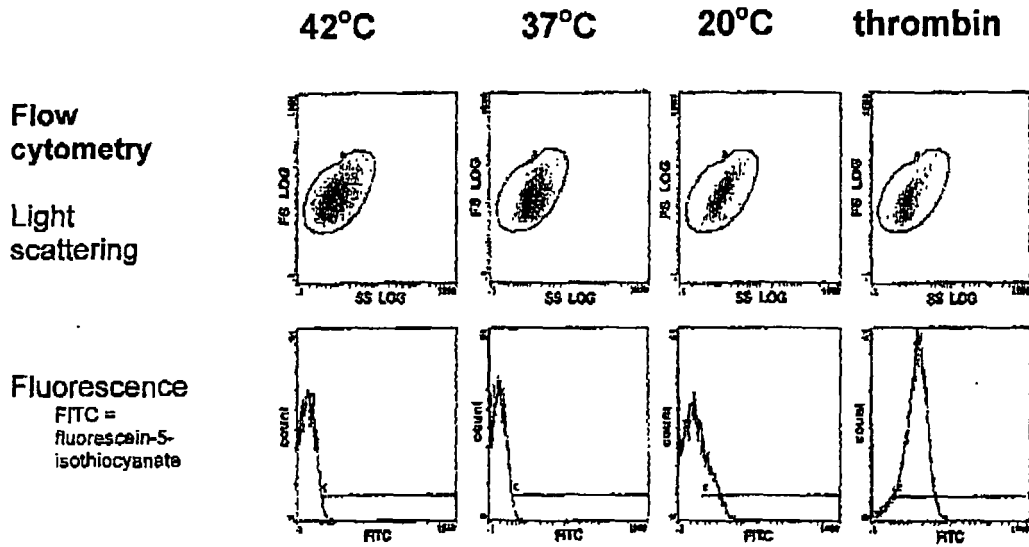 42°C 37°C 20°C thrombin
Flow
cytometry
Light
scattering
FS LOG FS LOG FS LOG FS LOG
SS LOG SS LOG SS LOG SS LOG
Fluorescence
FITC =
fluorescein-5-
isothiocyanate
count count count count
FITC FITC FITC FITC